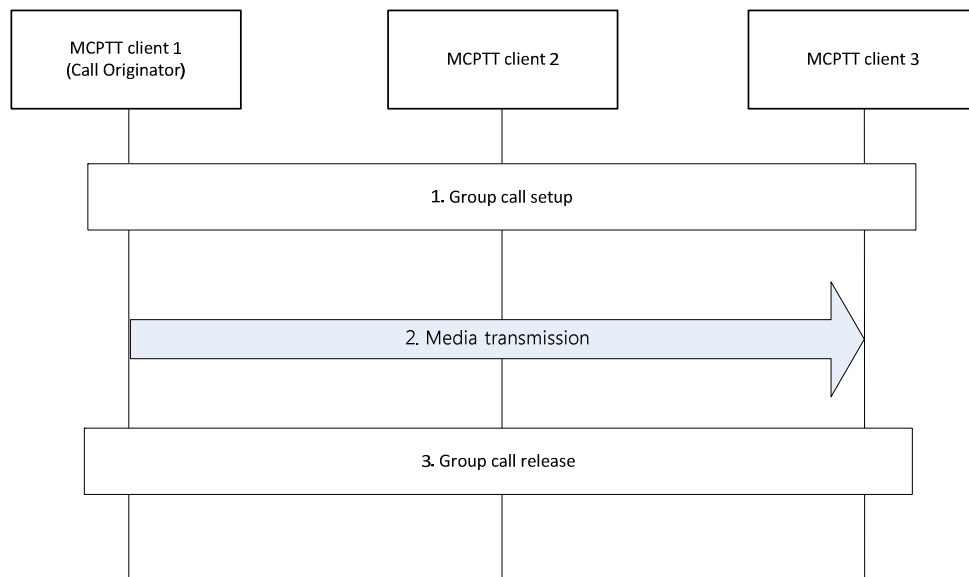 MCPTT client 1
(Call Originator)
MCPTT client 2
MCPTT client 3
1. Group call setup
2. Media transmission
3. Group call release